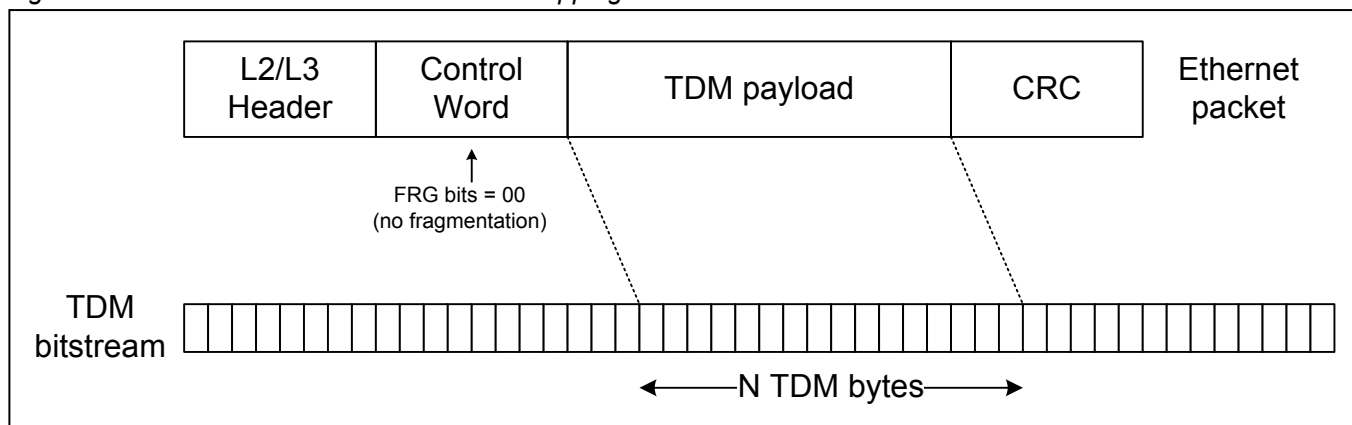 L2/L3
Header
Control
Word
TDM payload
CRC
Ethernet
packet
FRG bits = 00
(no fragmentation)
TDM
bitstream
N TDM bytes